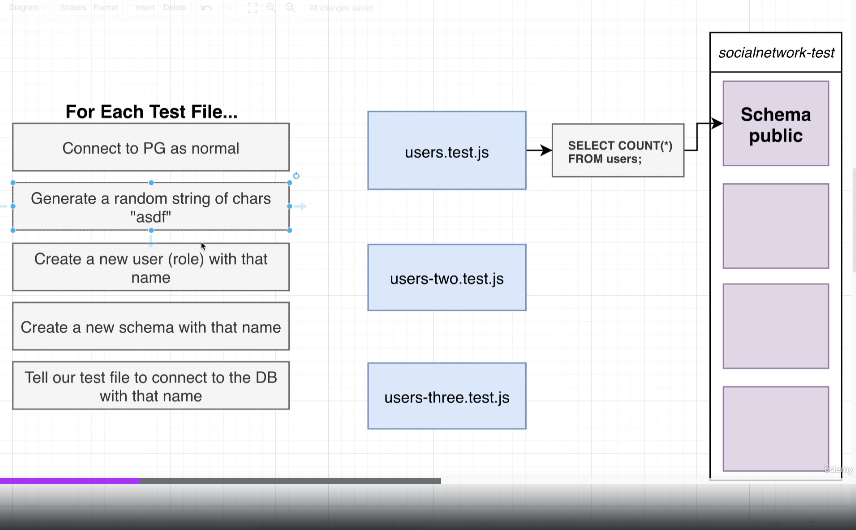 Diagram Shapes Format Insert Delete All changes saved
socialnetwork-test
For Each Test File...
Connect to PG as normal
Generate a random string of chars
"asdf"
Create a new user (role) with that
name
Create a new schema with that name
Tell our test file to connect to the DB
with that name
users.test.js
users-two.test.js
users-three.test.js
SELECT COUNT(*)
FROM users;
Schema
public
Udemy